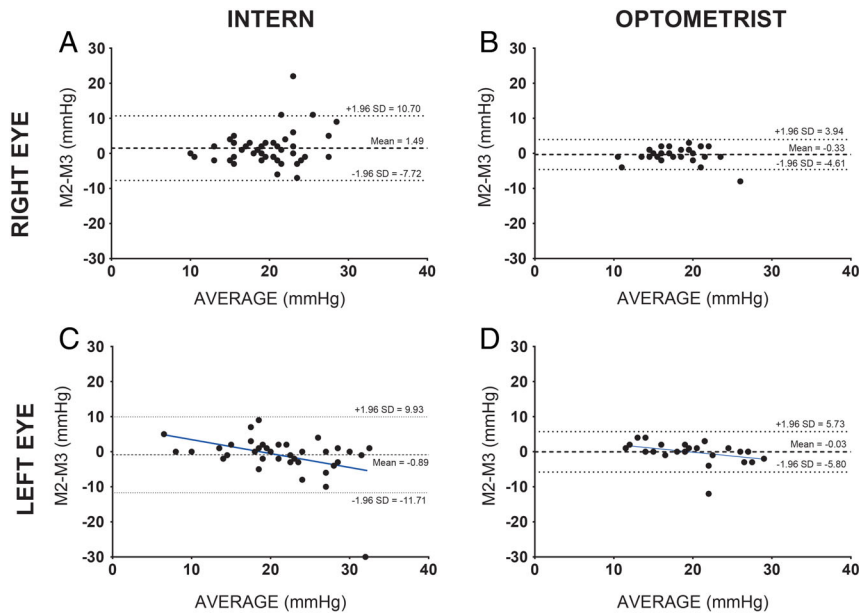 INTERN
OPTOMETRIST
RIGHT EYE
LEFT EYE
A
30
20
10
0
-10
-20
-30
M2-M3 (mmHg)
+1.96 SD = 10.70
Mean = 1.49
-1.96 SD = -7.72
0 10 20 30 40
AVERAGE (mmHg)
B
30
20
10
0
-10
-20
-30
M2-M3 (mmHg)
+1.96 SD = 3.94
Mean = -0.33
-1.96 SD = -4.61
0 10 20 30 40
AVERAGE (mmHg)
C
30
20
10
0
-10
-20
-30
M2-M3 (mmHg)
+1.96 SD = 9.93
Mean = -0.89
-1.96 SD = -11.71
0 10 20 30 40
AVERAGE (mmHg)
D
30
20
10
0
-10
-20
-30
M2-M3 (mmHg)
+1.96 SD = 5.73
Mean = -0.03
-1.96 SD = -5.80
0 10 20 30 40
AVERAGE (mmHg)